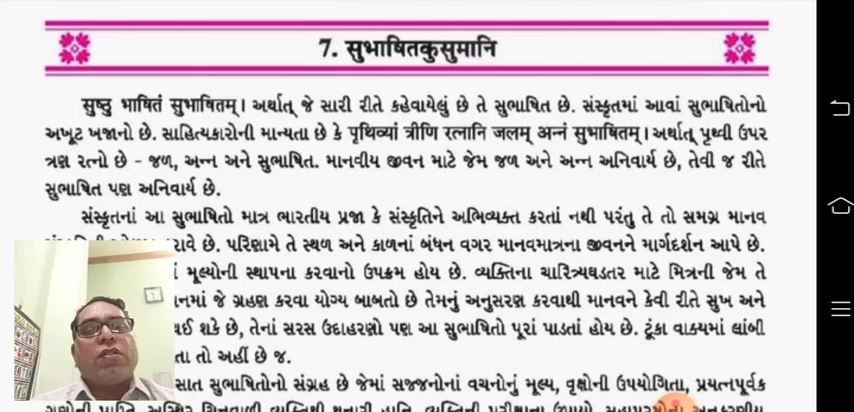 7. सुभाषितकुसुमानि
सुष्ठु भाषितं सुभाषितम्। અર્થાત્ જે સારી રીતે કહેવાયેલું છે તે સુભાષિત છે. સંસ્કૃતમાં આવાં સુભાષિતોનો
અખૂટ ખજાનો છે. સાહિત્યકારોની માન્યતા છે કે पृथिव्यां त्रीणि रत्नानि जलम् अन्नं सुभाषितम्। અર્થાત્ પૃથ્વી ઉપર
ત્રણ રત્નો છે - જળ, અન્ન અને સુભાષિત. માનવીય જીવન માટે જેમ જળ અને અન્ન અનિવાર્ય છે, તેવી જ રીતે
સુભાષિત પણ અનિવાર્ય છે.
સંસ્કૃતનાં આ સુભાષિતો માત્ર ભારતીય પ્રજા કે સંસ્કૃતિને અભિવ્યક્ત કરતાં નથી પરંતુ તે તો સમગ્ર માનવ
છે. પરિણામે તે સ્થળ અને કાળનાં બંધન વગર માનવમાત્રના જીવનને માર્ગદર્શન આપે છે.
મૂલ્યોની સ્થાપના કરવાનો ઉપક્રમ હોય છે. વ્યક્તિના ચારિત્ર્યઘડતર માટે મિત્રની જેમ તે
જે ગ્રહણ કરવા યોગ્ય બાબતો છે તેમનું અનુસરણ કરવાથી માનવને કેવી રીતે સુખ અને
શકે છે, તેનાં સરસ ઉદાહરણો પણ આ સુભાષિતો પૂરાં પાડતાં હોય છે. ટૂંકા વાક્યમાં લાંબી
તો અહીં છે જ.
સાત સુભાષિતોનો સંગ્રહ છે જેમાં સજ્જનોનાં વચનોનું મૂલ્ય, વૃક્ષોની ઉપયોગિતા, પ્રયત્નપૂર્વક